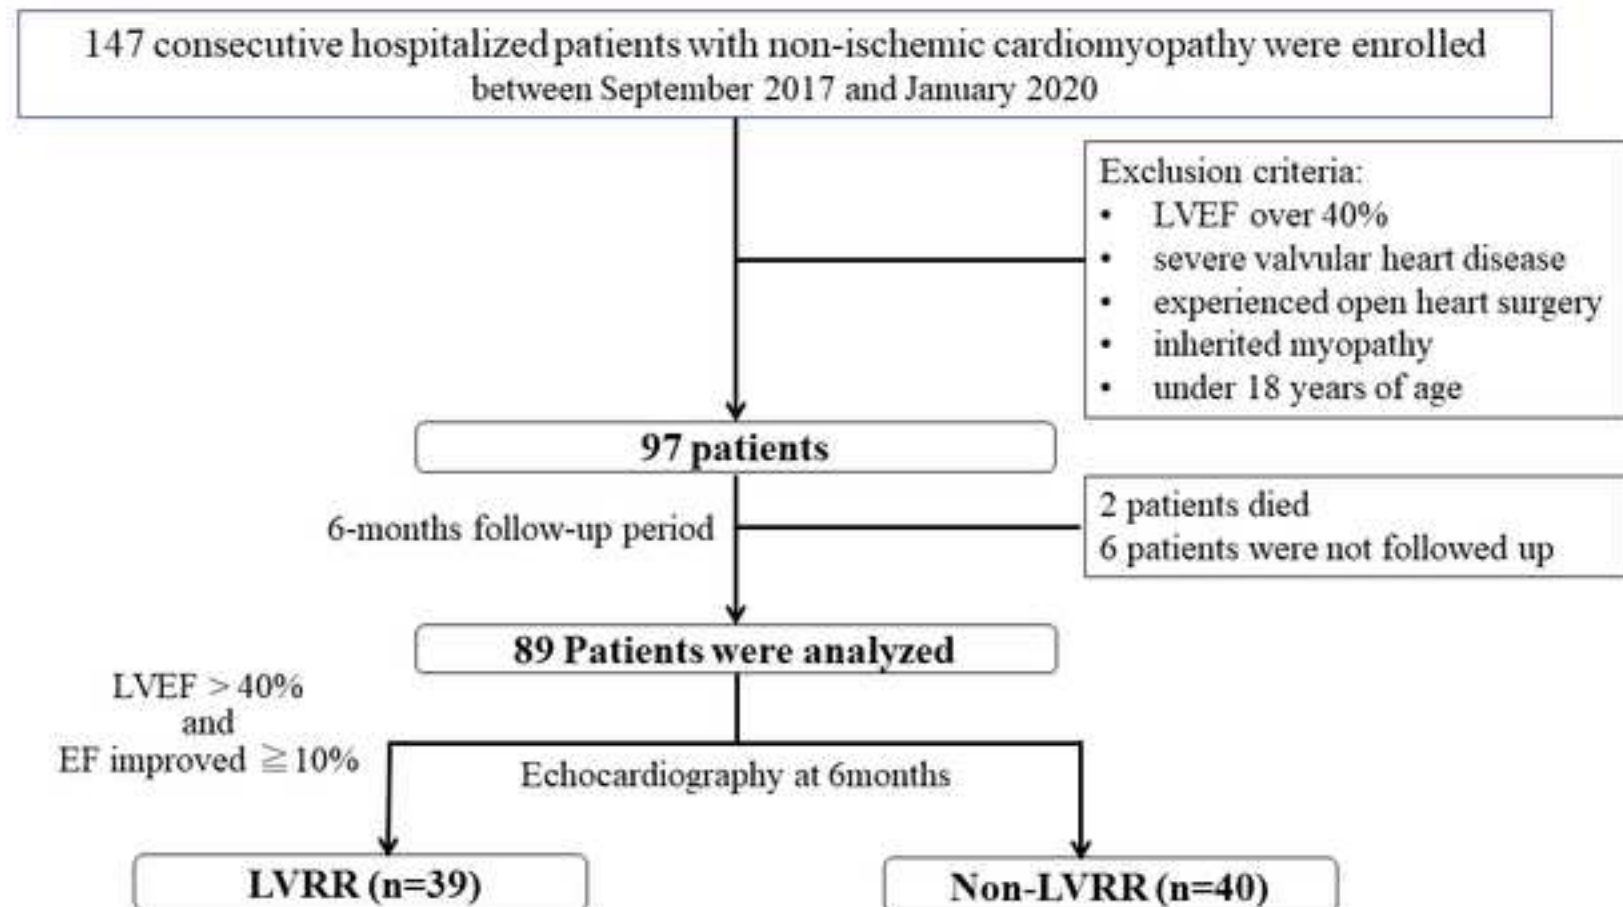 147 consecutive hospitalized patients with non-ischemic cardiomyopathy were enrolled
between September 2017 and January 2020
Exclusion criteria:
• LVEF over 40%
• severe valvular heart disease
• experienced open heart surgery
• inherited myopathy
• under 18 years of age
97 patients
6-months follow-up period
2 patients died
6 patients were not followed up
89 Patients were analyzed
LVEF > 40%
and
EF improved ≧10%
Echocardiography at 6months
LVRR (n=39)
Non-LVRR (n=40)